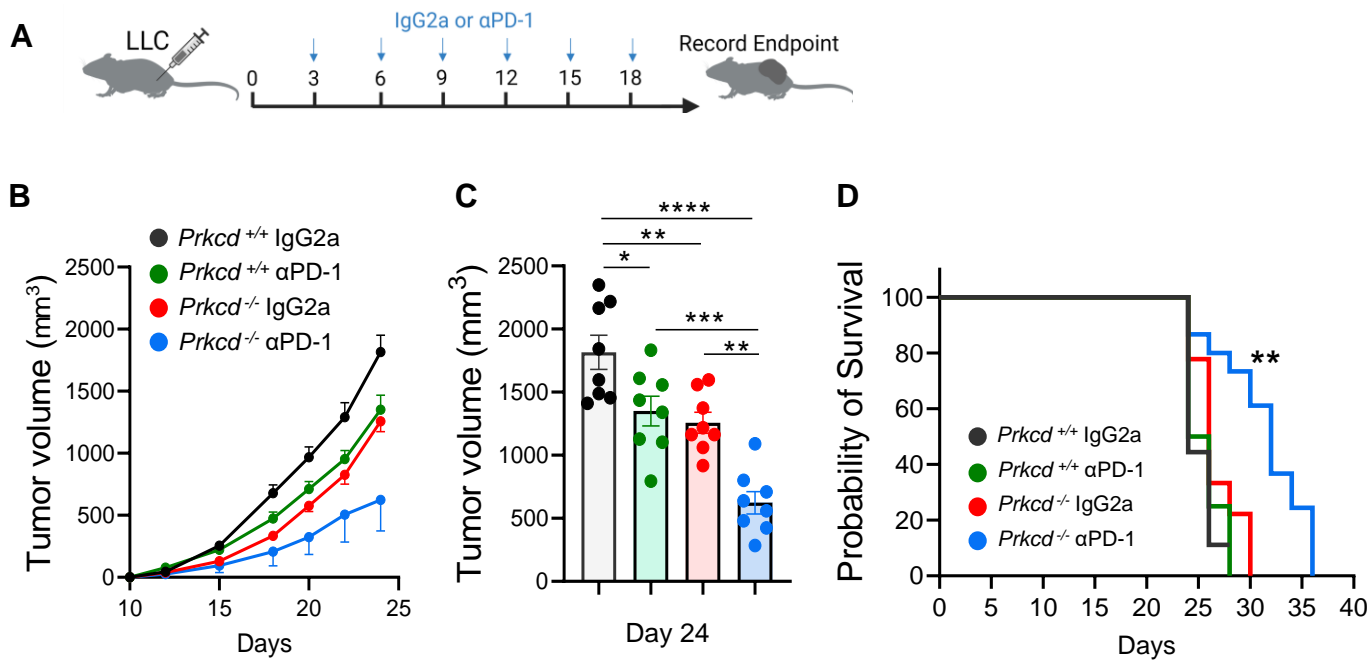 A
LLC
IgG2a or αPD-1
Record Endpoint
0 3 6 9 12 15 18
B
Prkcd +/+ IgG2a
Prkcd +/+ αPD-1
Prkcd -/- IgG2a
Prkcd -/- αPD-1
Tumor volume (mm3)
2500
2000
1500
1000
500
0
10 15 20 25
Days
C
****
**
*
***
**
Tumor volume (mm3)
2500
2000
1500
1000
500
0
Day 24
D
Probability of Survival
100
80
60
40
20
0
**
Prkcd +/+ IgG2a
Prkcd +/+ αPD-1
Prkcd -/- IgG2a
Prkcd -/- αPD-1
0 5 10 15 20 25 30 35 40
Days